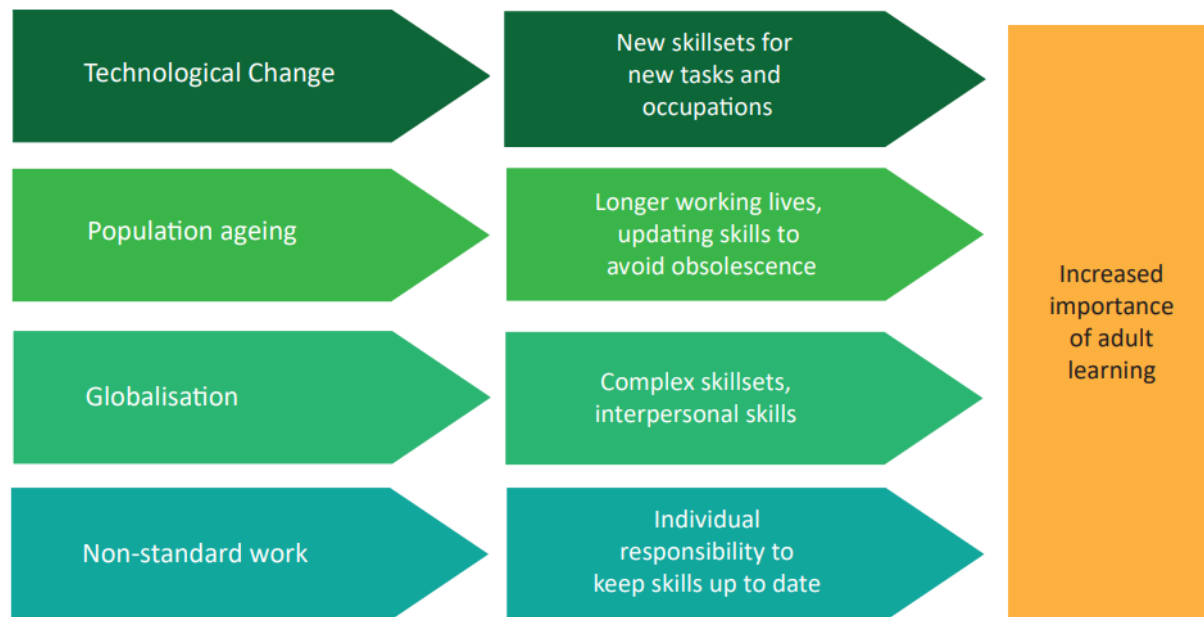 Technological Change
New skillsets for
new tasks and
occupations
Population ageing
Longer working lives,
updating skills to
avoid obsolescence
Globalisation
Complex skillsets,
interpersonal skills
Non-standard work
Individual
responsibility to
keep skills up to date
Increased
importance
of adult
learning